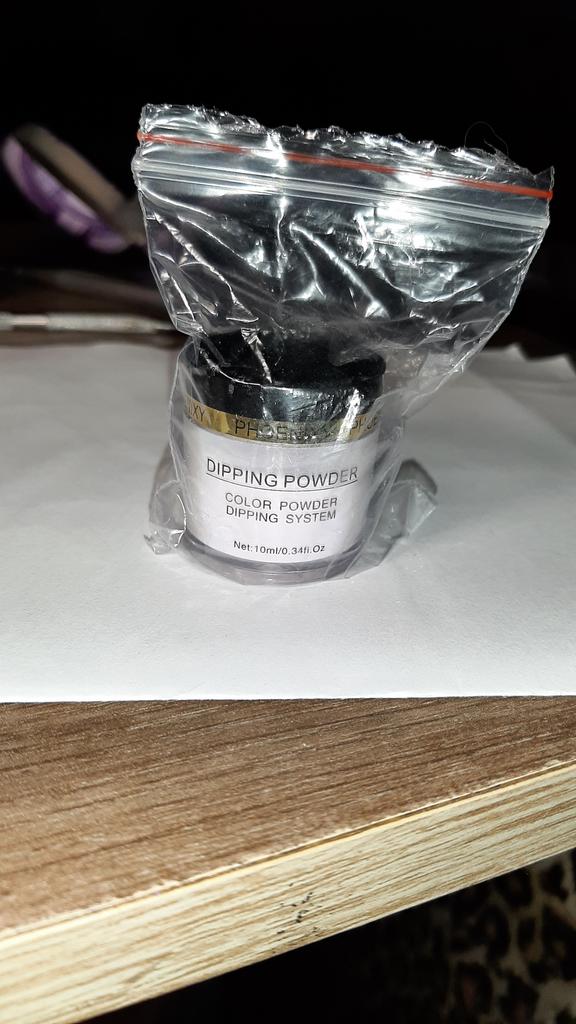 DIPPING POWDER
COLOR POWDER
DIPPING SYSTEM
Net:10ml/0.34fl.Oz